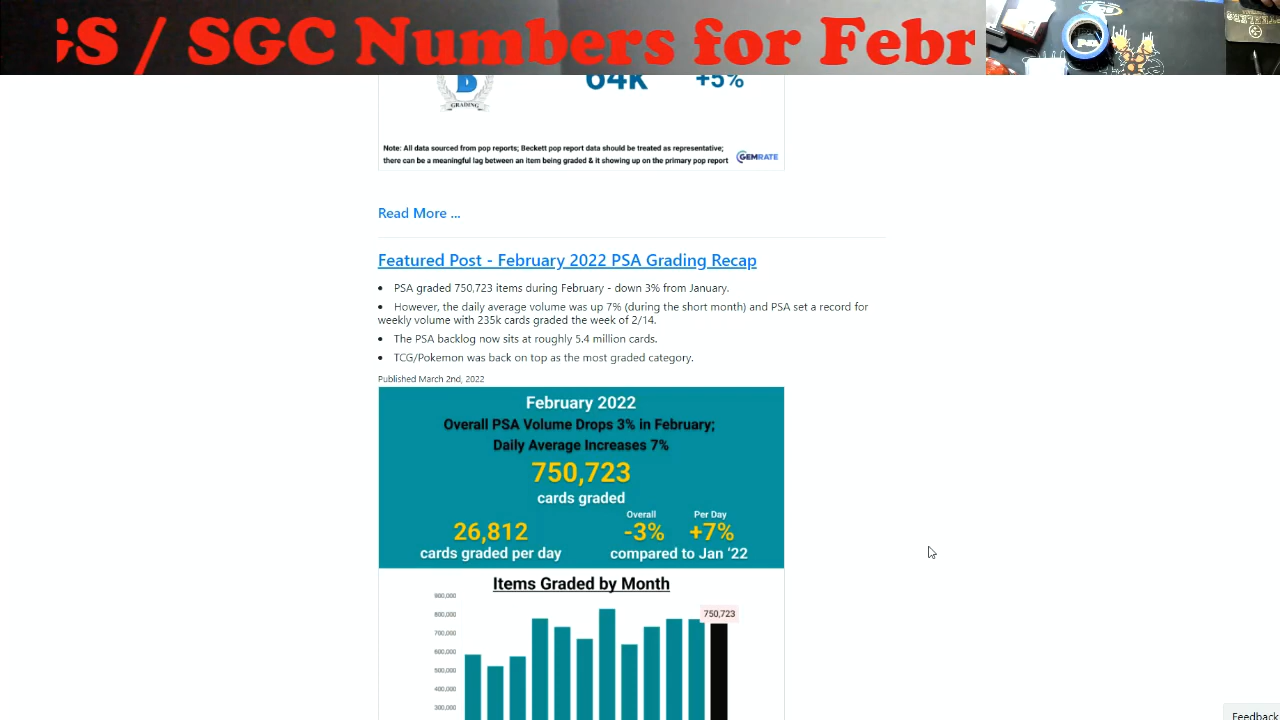 GS / SGC Numbers for Febr
B
GRADING
64K
+5%
Note: All data sourced from pop reports; Beckett pop report data should be treated as representative;
there can be a meaningful lag between an item being graded & it showing up on the primary pop report
GEMRATE
Read More ...
Featured Post - February 2022 PSA Grading Recap
• PSA graded 750,723 items during February - down 3% from January.
• However, the daily average volume was up 7% (during the short month) and PSA set a record for
weekly volume with 235k cards graded the week of 2/14.
• The PSA backlog now sits at roughly 5.4 million cards.
• TCG/Pokemon was back on top as the most graded category.
Published March 2nd, 2022
February 2022
Overall PSA Volume Drops 3% in February;
Daily Average Increases 7%
750,723
cards graded
Overall Per Day
26,812 -3% +7%
cards graded per day compared to Jan '22
Items Graded by Month
900,000
800,000
750,723
700,000
600,000
500,000
400,000
300,000
Feedback